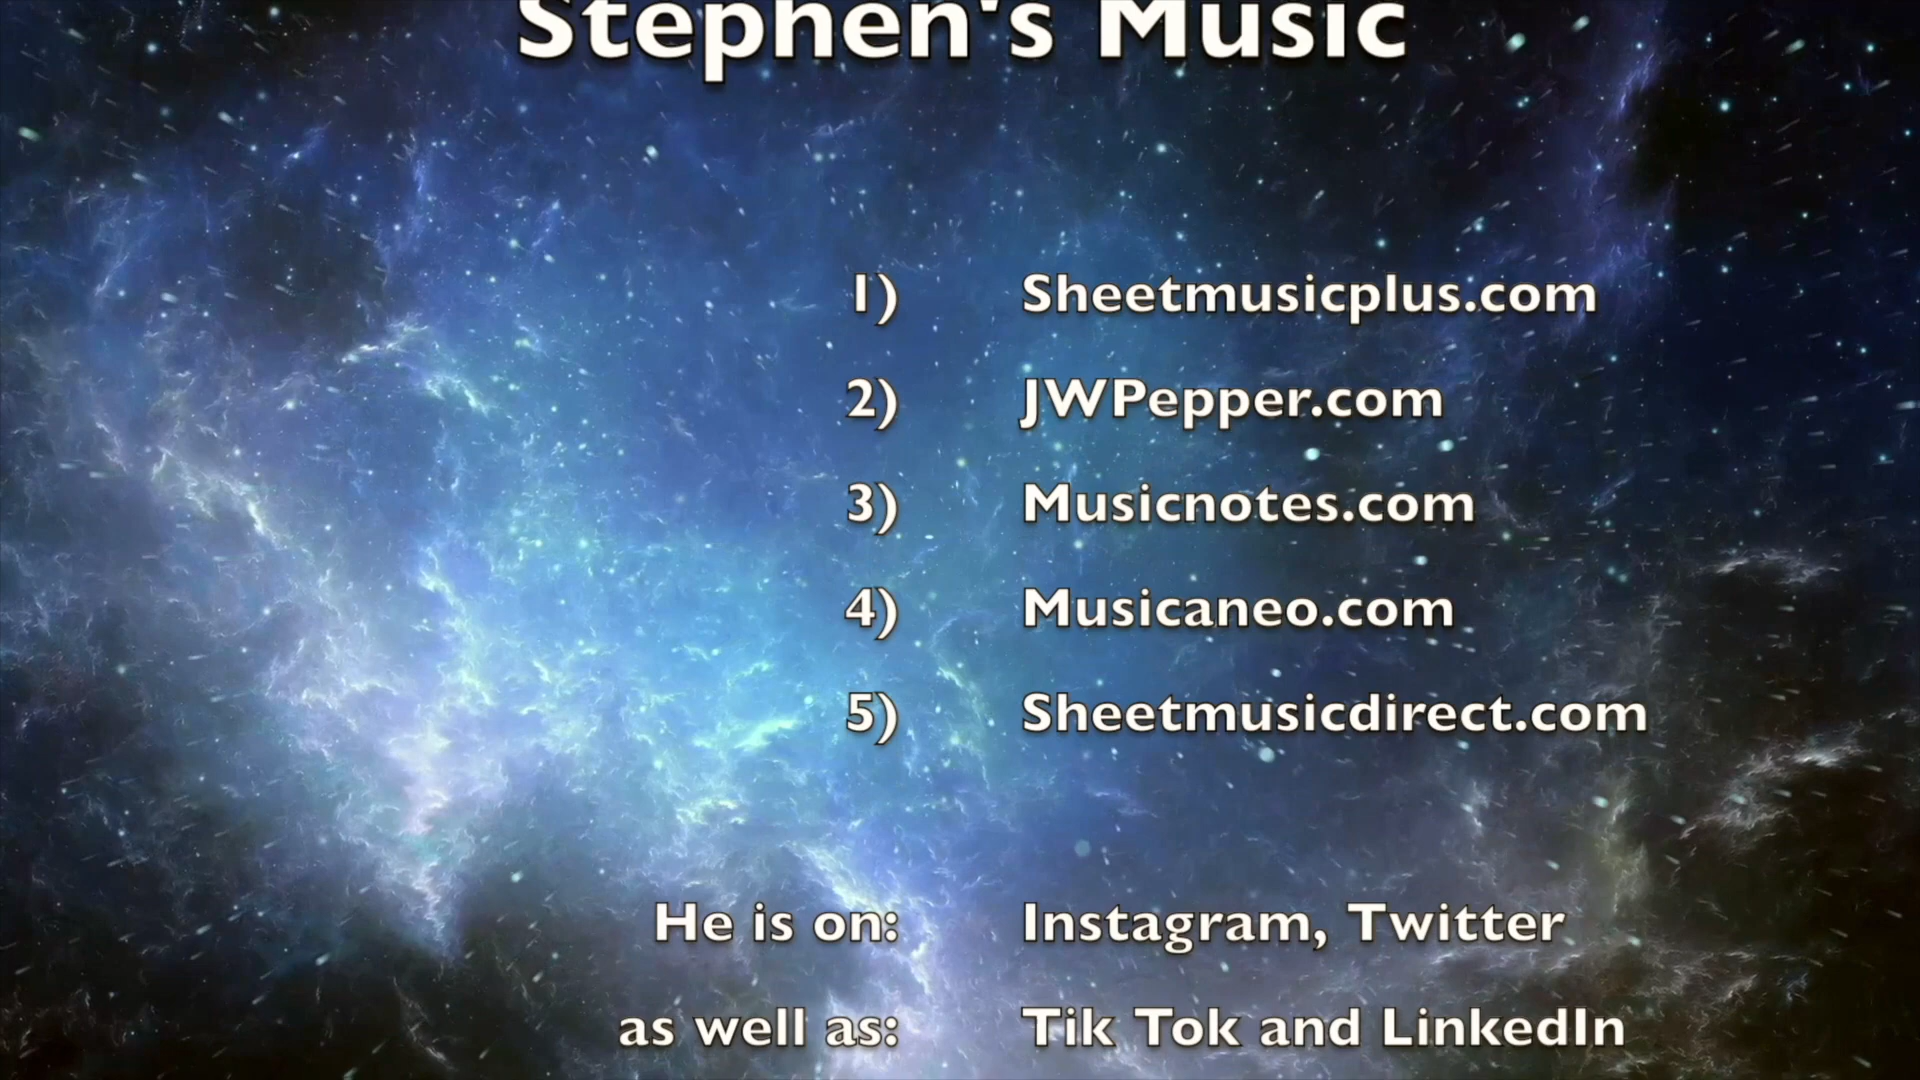 Stephen's Music
1) Sheetmusicplus.com
2) JWPepper.com
3) Musicnotes.com
4) Musicaneo.com
5) Sheetmusicdirect.com
He is on: Instagram, Twitter
as well as: Tik Tok and LinkedIn